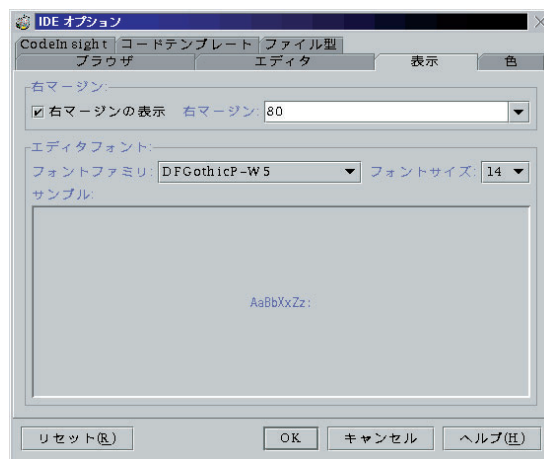 IDE オプション
CodeInsight コードテンプレート ファイル型
ブラウザ エディタ 表示 色
右マージン:
右マージンの表示 右マージン: 80
エディタフォント:
フォントファミリ: DFGothicP-W5 フォントサイズ: 14
サンプル:
AaBbXxZz:
リセット(R) OK キャンセル ヘルプ(H)